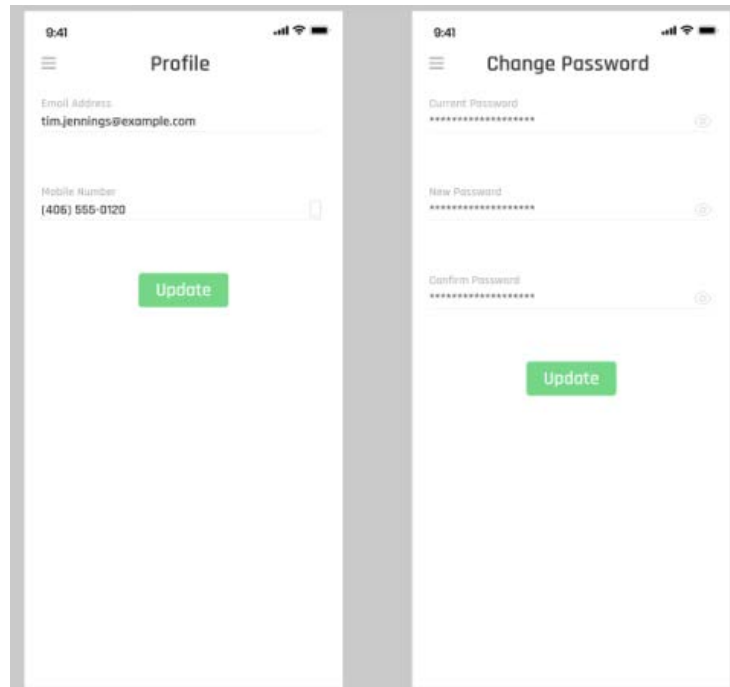 9:41
Profile
Email Address
tim.jennings@example.com
Mobile Number
(406) 555-0120
Update
9:41
Change Password
Current Password
*******************
New Password
*******************
Confirm Password
*******************
Update